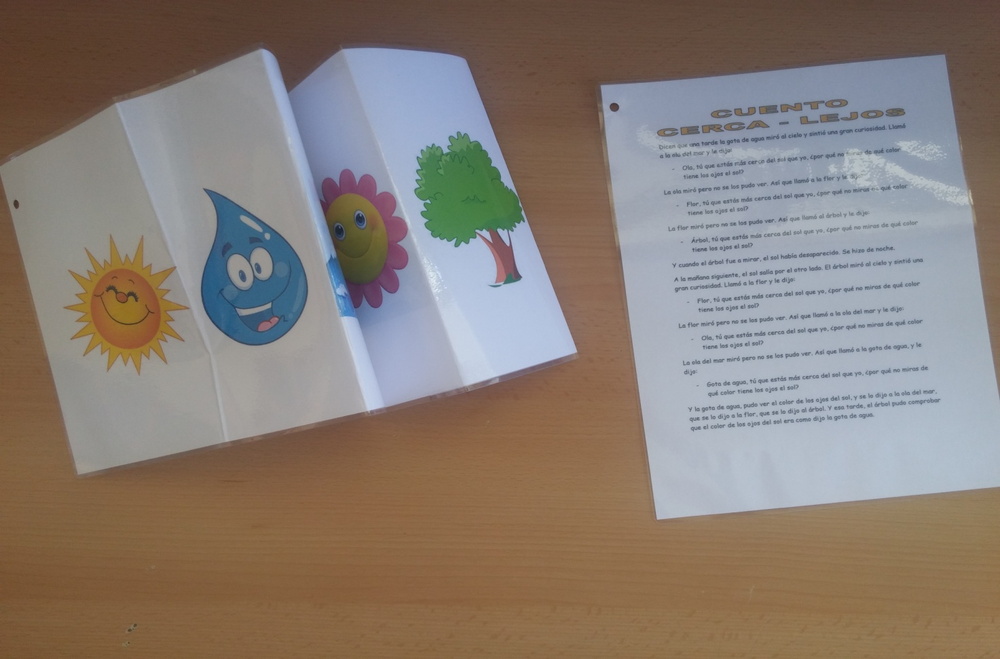 CUENTO
CERCA - LEJOS
Dicen que una tarde la gota de agua miró al cielo y sintió una gran curiosidad. Llamó
a la ola del mar y le dijo:
- Ola, tú que estás más cerca del sol que yo, ¿por qué no miras de qué color
tiene los ojos el sol?
La ola miró pero no se los pudo ver. Así que llamó a la flor y le dijo:
- Flor, tú que estás más cerca del sol que yo, ¿por qué no miras de qué color
tiene los ojos el sol?
La flor miró pero no se los pudo ver. Así que llamó al árbol y le dijo:
- Árbol, tú que estás más cerca del sol que yo, ¿por qué no miras de qué color
tiene los ojos el sol?
Y cuando el árbol fue a mirar, el sol había desaparecido. Se hizo de noche.
A la mañana siguiente, el sol salía por el otro lado. El árbol miró al cielo y sintió una
gran curiosidad. Llamó a la flor y le dijo:
- Flor, tú que estás más cerca del sol que yo, ¿por qué no miras de qué color
tiene los ojos el sol?
La flor miró pero no se los pudo ver. Así que llamó a la ola del mar y le dijo:
- Ola, tú que estás más cerca del sol que yo, ¿por qué no miras de qué color
tiene los ojos el sol?
La ola del mar miró pero no se los pudo ver. Así que llamó a la gota de agua, y le
dijo:
- Gota de agua, tú que estás más cerca del sol que yo, ¿por qué no miras de
qué color tiene los ojos el sol?
Y la gota de agua, pudo ver el color de los ojos del sol, y se lo dijo a la ola del mar,
que se lo dijo a la flor, que se lo dijo al árbol. Y esa tarde, el árbol pudo comprobar
que el color de los ojos del sol era como dijo la gota de agua.